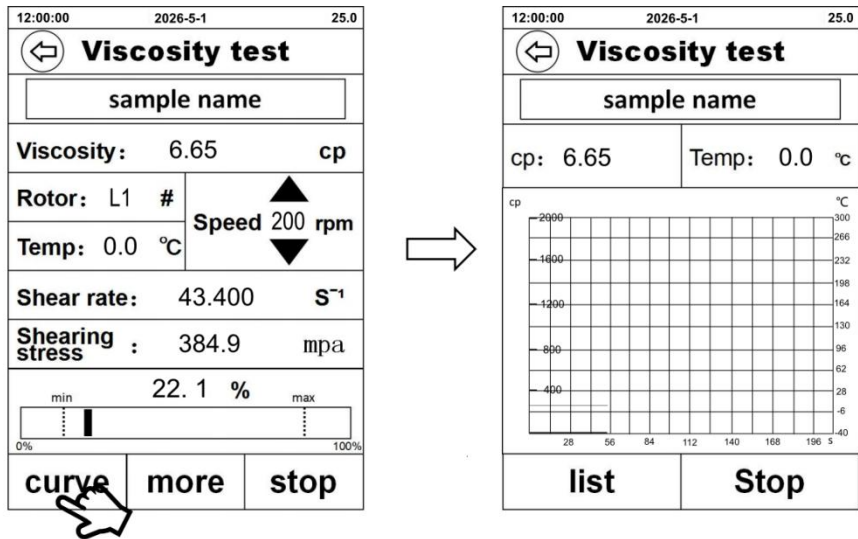 12:00:00 2026-5-1 25.0
Viscosity test
sample name
Viscosity: 6.65 cp
Rotor: L1 #
Speed 200 rpm
Temp: 0.0 ℃
Shear rate: 43.400 S⁻¹
Shearing stress : 384.9 mpa
22. 1 %
min max
0% 100%
curve more stop
12:00:00 2026-5-1 25.0
Viscosity test
sample name
cp: 6.65 Temp: 0.0 ℃
cp ℃
2000 300
266
1600 232
198
1200 164
130
800 96
62
400 28
-6
-40
28 56 84 112 140 168 196 s
list Stop